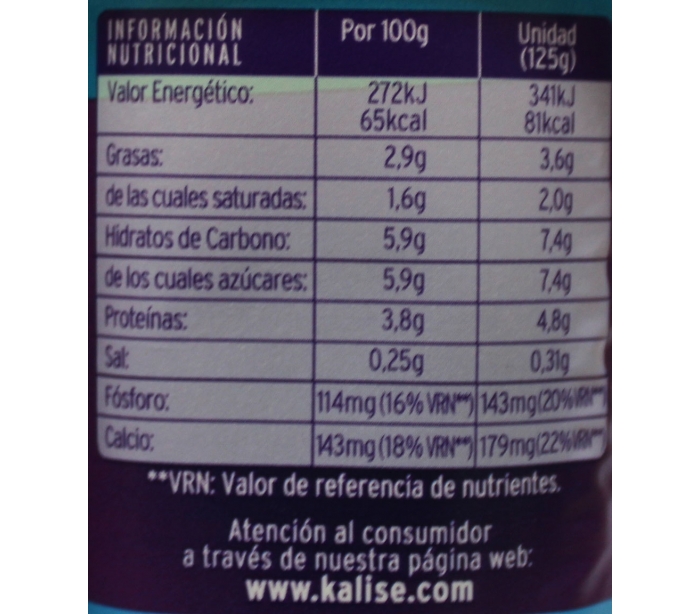 INFORMACIÓN NUTRICIONAL Por 100g Unidad (125g)
Valor Energético: 272kJ 341kJ
65kcal 81kcal
Grasas: 2,9g 3,6g
de las cuales saturadas: 1,6g 2,0g
Hidratos de Carbono: 5,9g 7,4g
de los cuales azúcares: 5,9g 7,4g
Proteínas: 3,8g 4,8g
Sal: 0,25g 0,31g
Fósforo: 114mg (16% VRN**) 143mg(20%VRN**)
Calcio: 143mg (18% VRN**) 179mg(22%VRN**)
**VRN: Valor de referencia de nutrientes.
Atención al consumidor
a través de nuestra página web:
www.kalise.com